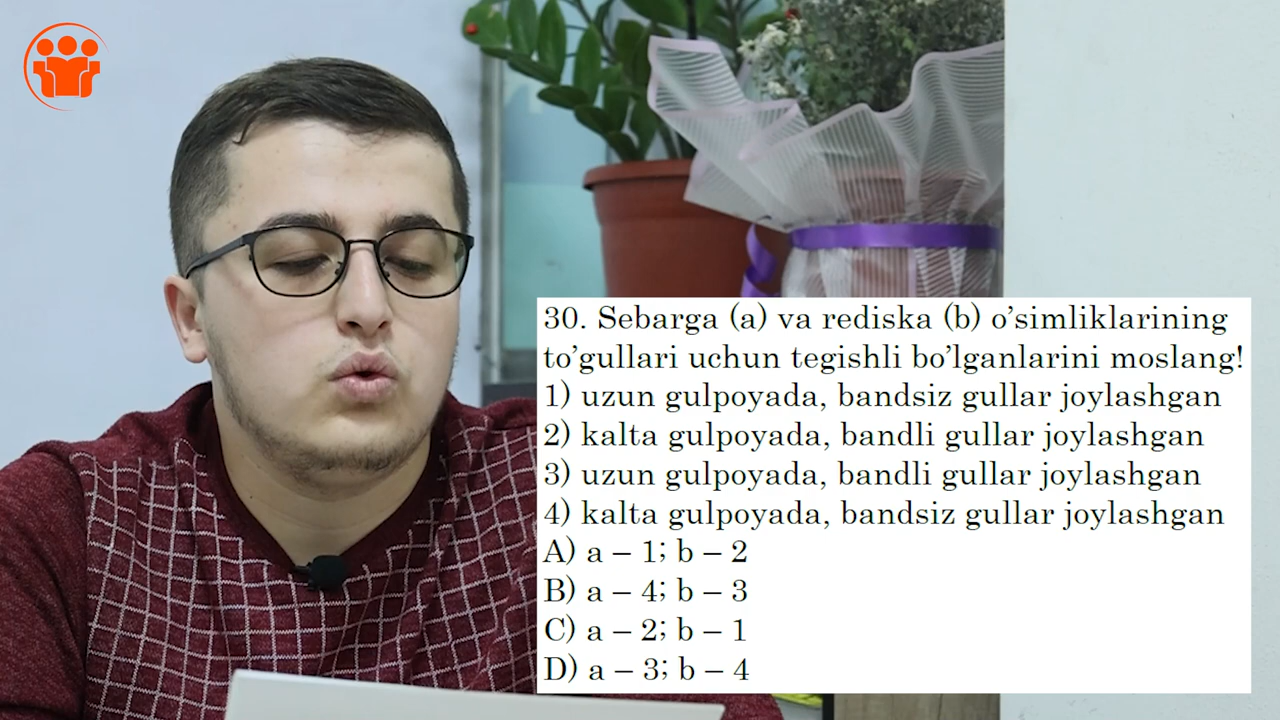 30. Sebarga (a) va rediska (b) o’simliklarining
to’gullari uchun tegishli bo’lganlarini moslang!
1) uzun gulpoyada, bandsiz gullar joylashgan
2) kalta gulpoyada, bandli gullar joylashgan
3) uzun gulpoyada, bandli gullar joylashgan
4) kalta gulpoyada, bandsiz gullar joylashgan
A) a – 1; b – 2
B) a – 4; b – 3
C) a – 2; b – 1
D) a – 3; b – 4